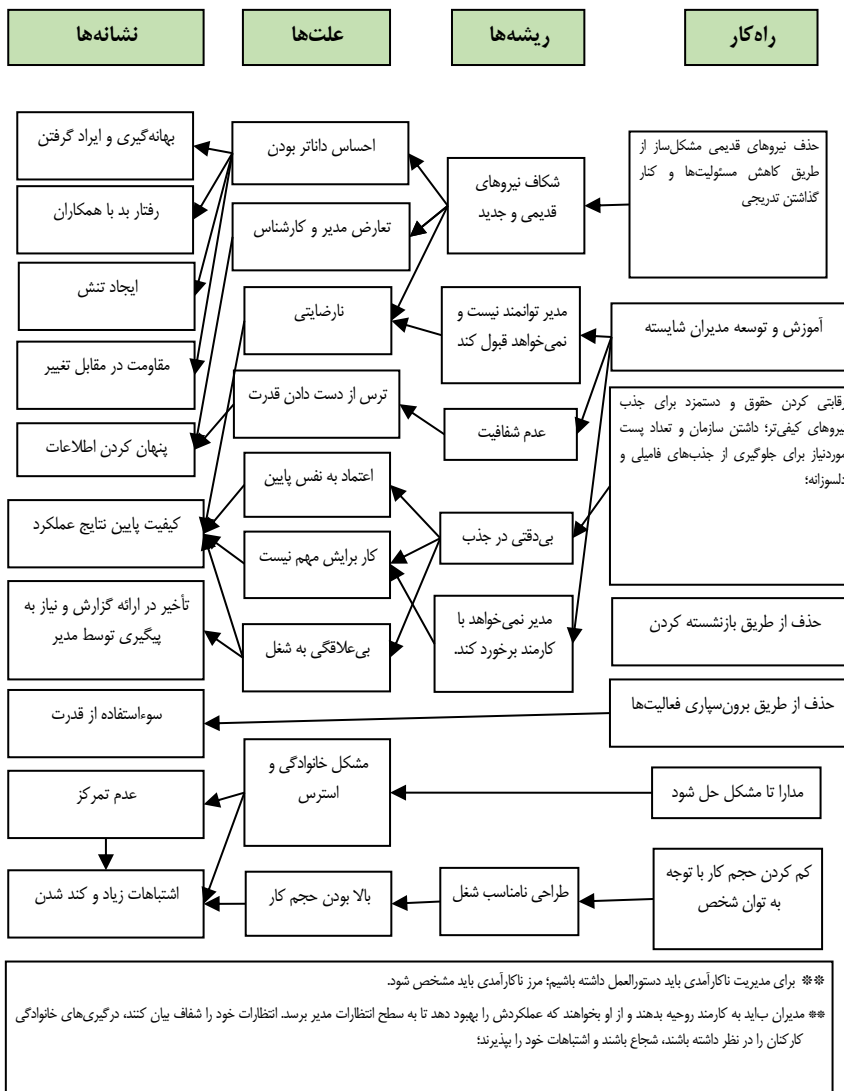 راه‌کار
ریشه‌ها
علت‌ها
نشانه‌ها
حذف نیروهای قدیمی مشکل‌ساز از
طریق کاهش مسئولیت‌ها و کنار
گذاشتن تدریجی
آموزش و توسعه مدیران شایسته
رقابتی کردن حقوق و دستمزد برای جذب
نیروهای کیفی‌تر؛ داشتن سازمان و تعداد پست
موردنیاز برای جلوگیری از جذب‌های فامیلی و
دلسوزانه؛
حذف از طریق بازنشسته کردن
حذف از طریق برون‌سپاری فعالیت‌ها
مدارا تا مشکل حل شود
کم کردن حجم کار با توجه
به توان شخص
شکاف نیروهای
قدیمی و جدید
مدیر توانمند نیست و
نمی‌خواهد قبول کند
عدم شفافیت
بی‌دقتی در جذب
مدیر نمی‌خواهد با
کارمند برخورد کند.
طراحی نامناسب شغل
احساس داناتر بودن
تعارض مدیر و کارشناس
نارضایتی
ترس از دست دادن قدرت
اعتماد به نفس پایین
کار برایش مهم نیست
بی‌علاقگی به شغل
مشکل خانوادگی و
استرس
بالا بودن حجم کار
بهانه‌گیری و ایراد گرفتن
رفتار بد با همکاران
ایجاد تنش
مقاومت در مقابل تغییر
پنهان کردن اطلاعات
کیفیت پایین نتایج عملکرد
تأخیر در ارائه گزارش و نیاز به
پیگیری توسط مدیر
سوءاستفاده از قدرت
عدم تمرکز
اشتباهات زیاد و کند شدن
** برای مدیریت ناکارآمدی باید دستورالعمل داشته باشیم؛ مرز ناکارآمدی باید مشخص شود.
** مدیران باید به کارمند روحیه بدهند و از او بخواهند که عملکردش را بهبود دهد تا به سطح انتظارات مدیر برسد. انتظارات خود را شفاف بیان کنند، درگیری‌های خانوادگی
کارکنان را در نظر داشته باشند، شجاع باشند و اشتباهات خود را بپذیرند؛